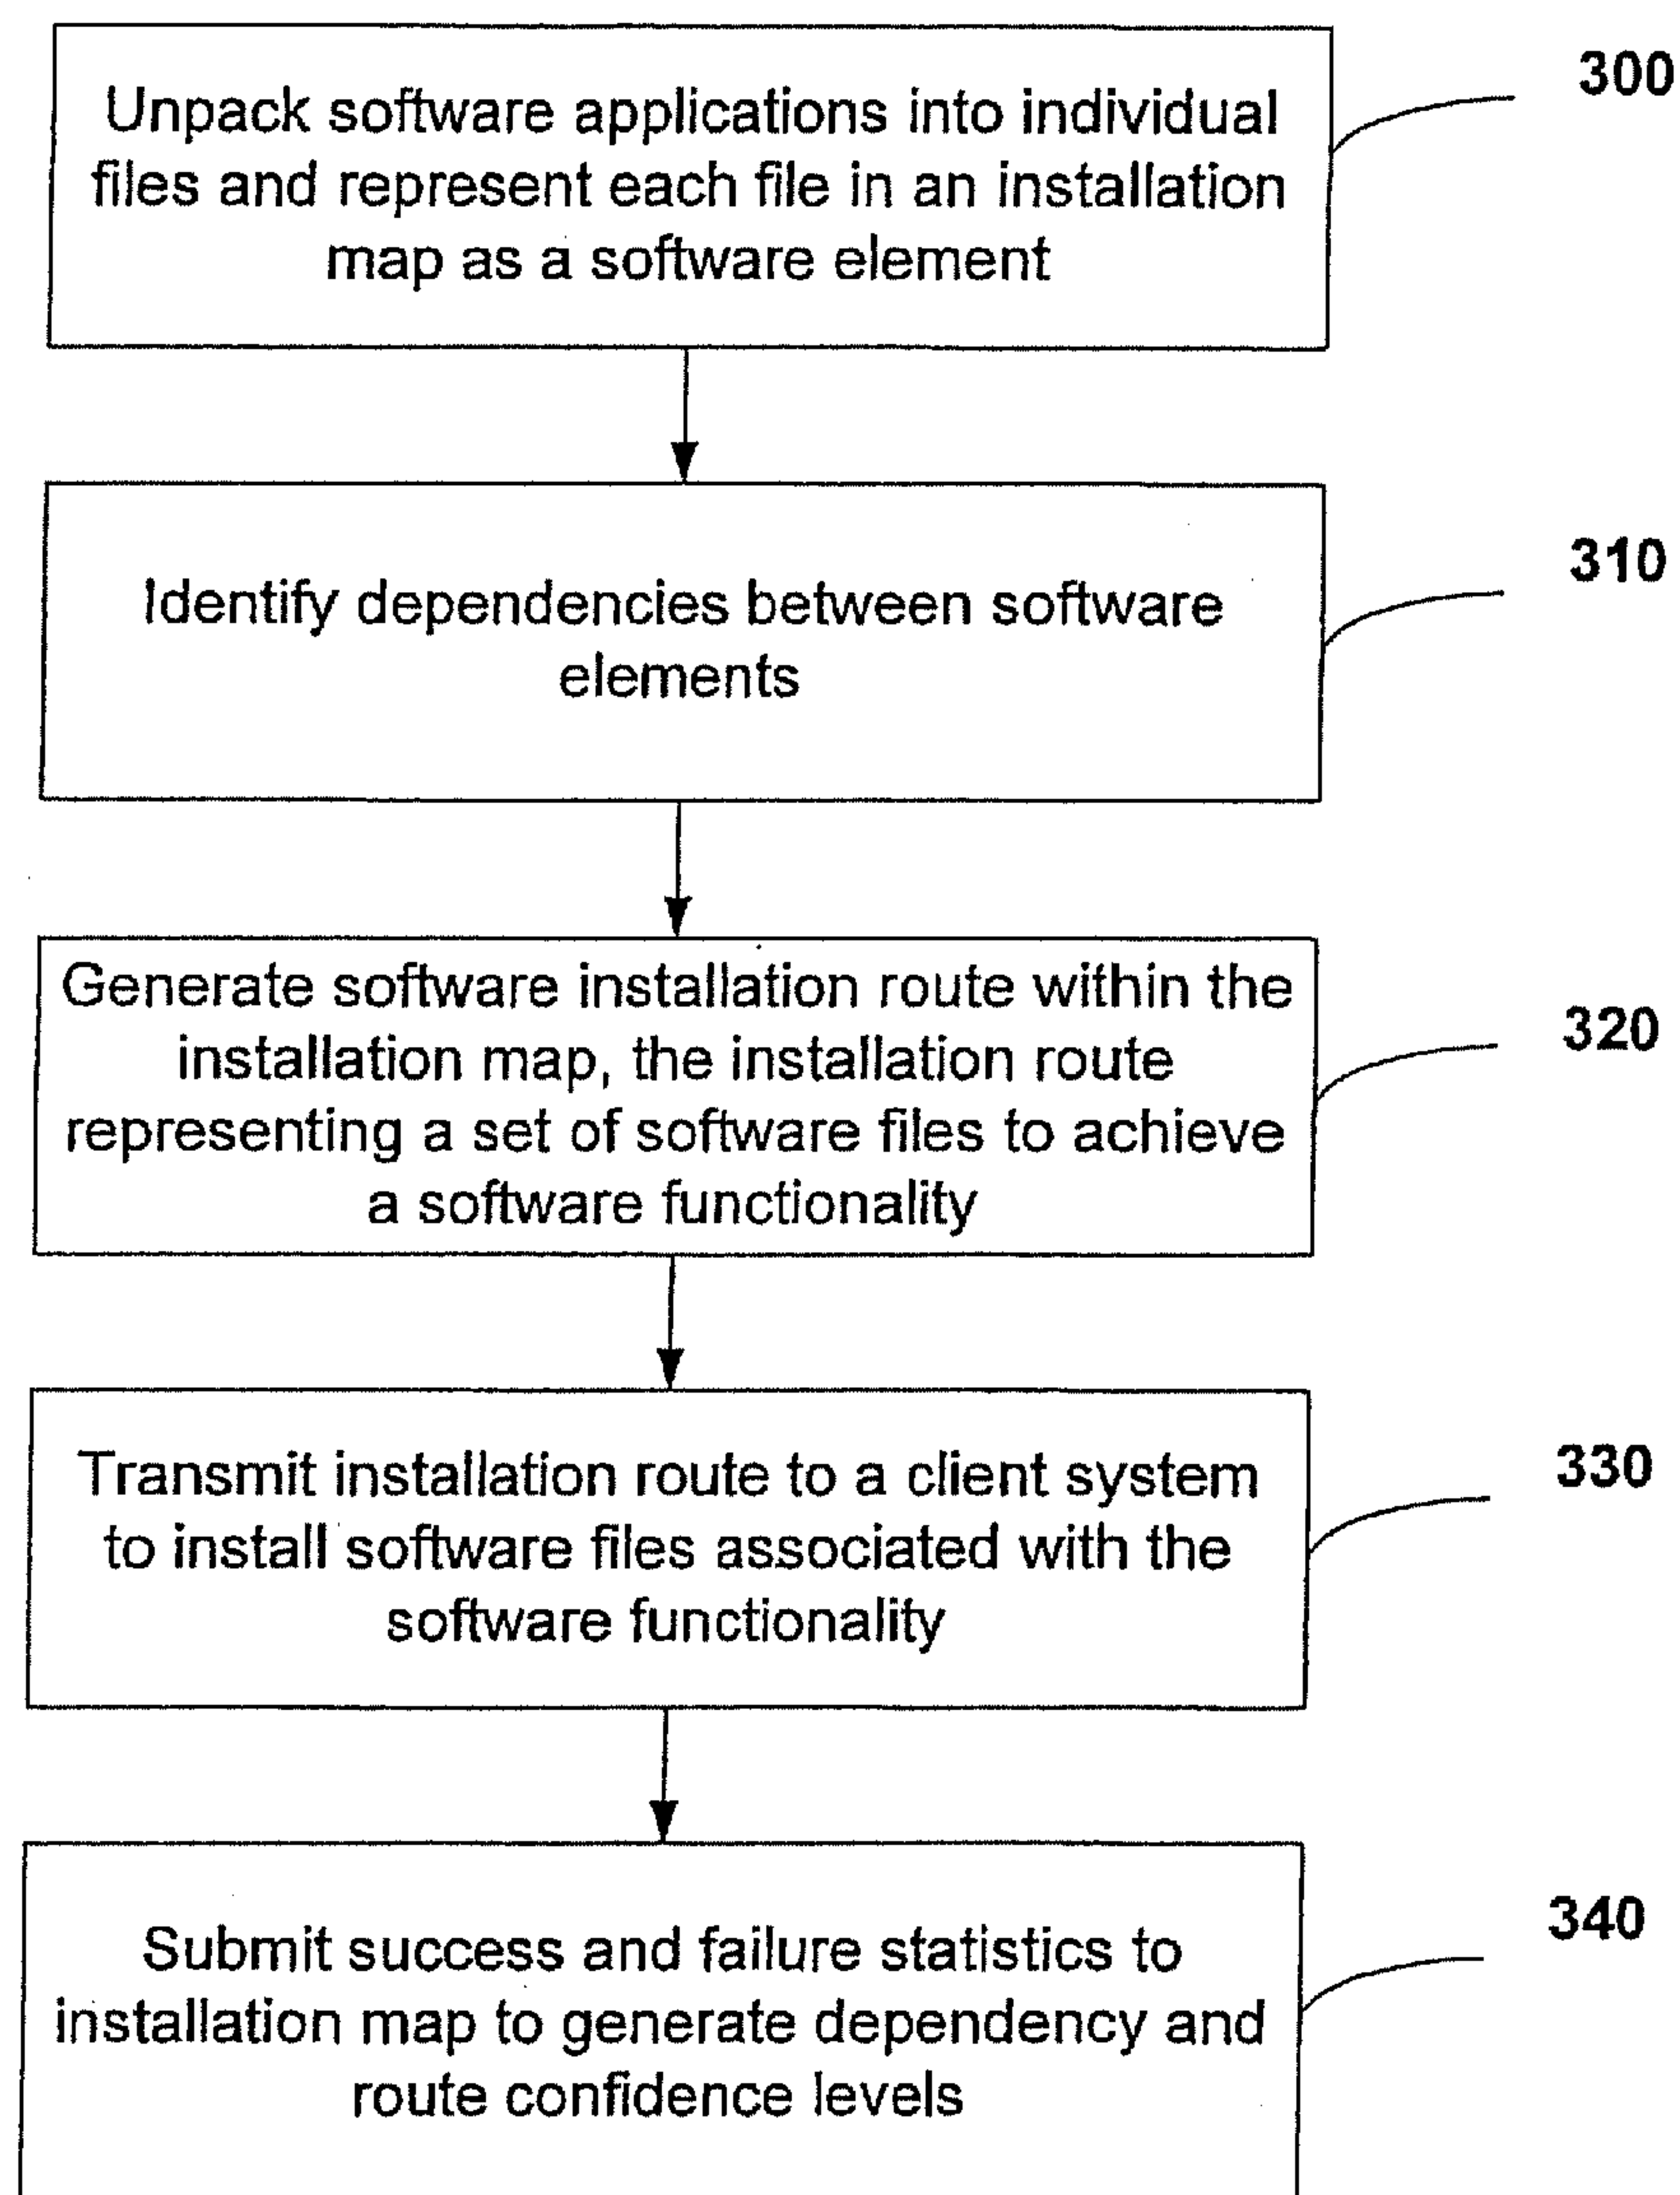 300
Unpack software applications into individual
files and represent each file in an installation
map as a software element
310
Identify dependencies between software
elements
320
Generate software installation route within the
installation map, the installation route
representing a set of software files to achieve
a software functionality
330
Transmit installation route to a client system
to install software files associated with the
software functionality
340
Submit success and failure statistics to
installation map to generate dependency and
route confidence levels